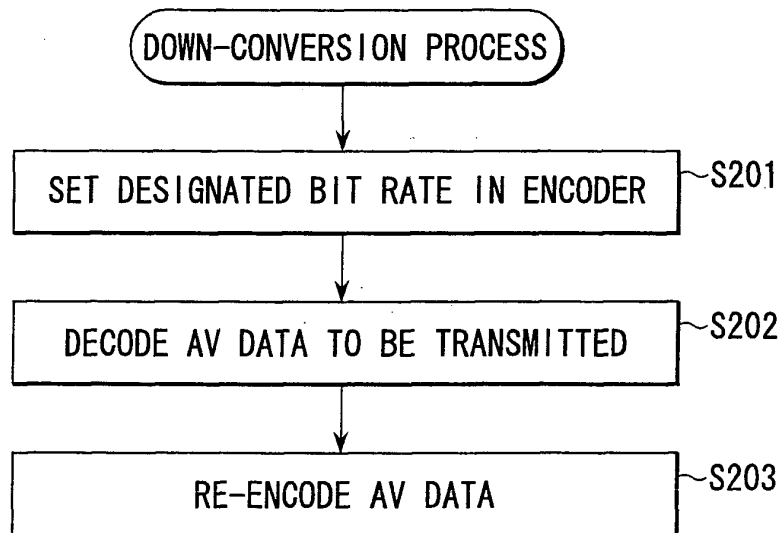 DOWN-CONVERSION PROCESS
SET DESIGNATED BIT RATE IN ENCODER
S201
DECODE AV DATA TO BE TRANSMITTED
S202
RE-ENCODE AV DATA
S203